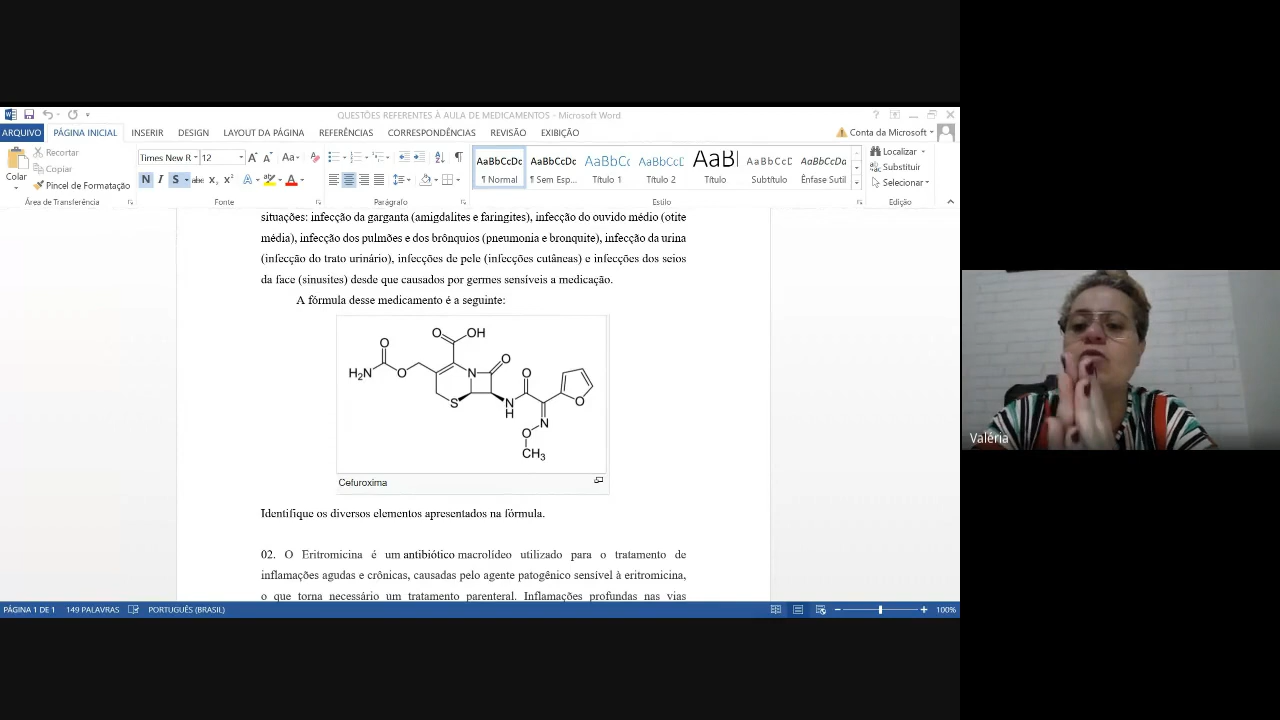 QUESTÕES REFERENTES À AULA DE MEDICAMENTOS - Microsoft Word
ARQUIVO PÁGINA INICIAL INSERIR DESIGN LAYOUT DA PÁGINA REFERÊNCIAS CORRESPONDÊNCIAS REVISÃO EXIBIÇÃO Conta da Microsoft
Colar
Recortar
Copiar
Pincel de Formatação
Área de Transferência
Times New R 12
N I S abc x₂ x²
Fonte
Parágrafo
AaBbCcDc AaBbCcDc AaBbCc AaBbCcD AaB AaBbCcD AaBbCcDa
¶ Normal ¶ Sem Esp... Título 1 Título 2 Título Subtítulo Ênfase Sutil
Estilo
Localizar
Substituir
Selecionar
Edição
situações: infecção da garganta (amigdalites e faringites), infecção do ouvido médio (otite
média), infecção dos pulmões e dos brônquios (pneumonia e bronquite), infecção da urina
(infecção do trato urinário), infecções de pele (infecções cutâneas) e infecções dos seios
da face (sinusites) desde que causados por germes sensíveis a medicação.
A fórmula desse medicamento é a seguinte:
O OH
O O
H₂N O N O
S N H O
O N
CH₃
Cefuroxima
Identifique os diversos elementos apresentados na fórmula.
02. O Eritromicina é um antibiótico macrolídeo utilizado para o tratamento de
inflamações agudas e crônicas, causadas pelo agente patogênico sensível à eritromicina,
o que torna necessário um tratamento parenteral. Inflamações profundas nas vias
PÁGINA 1 DE 1 149 PALAVRAS PORTUGUÊS (BRASIL) 100%
Valéria